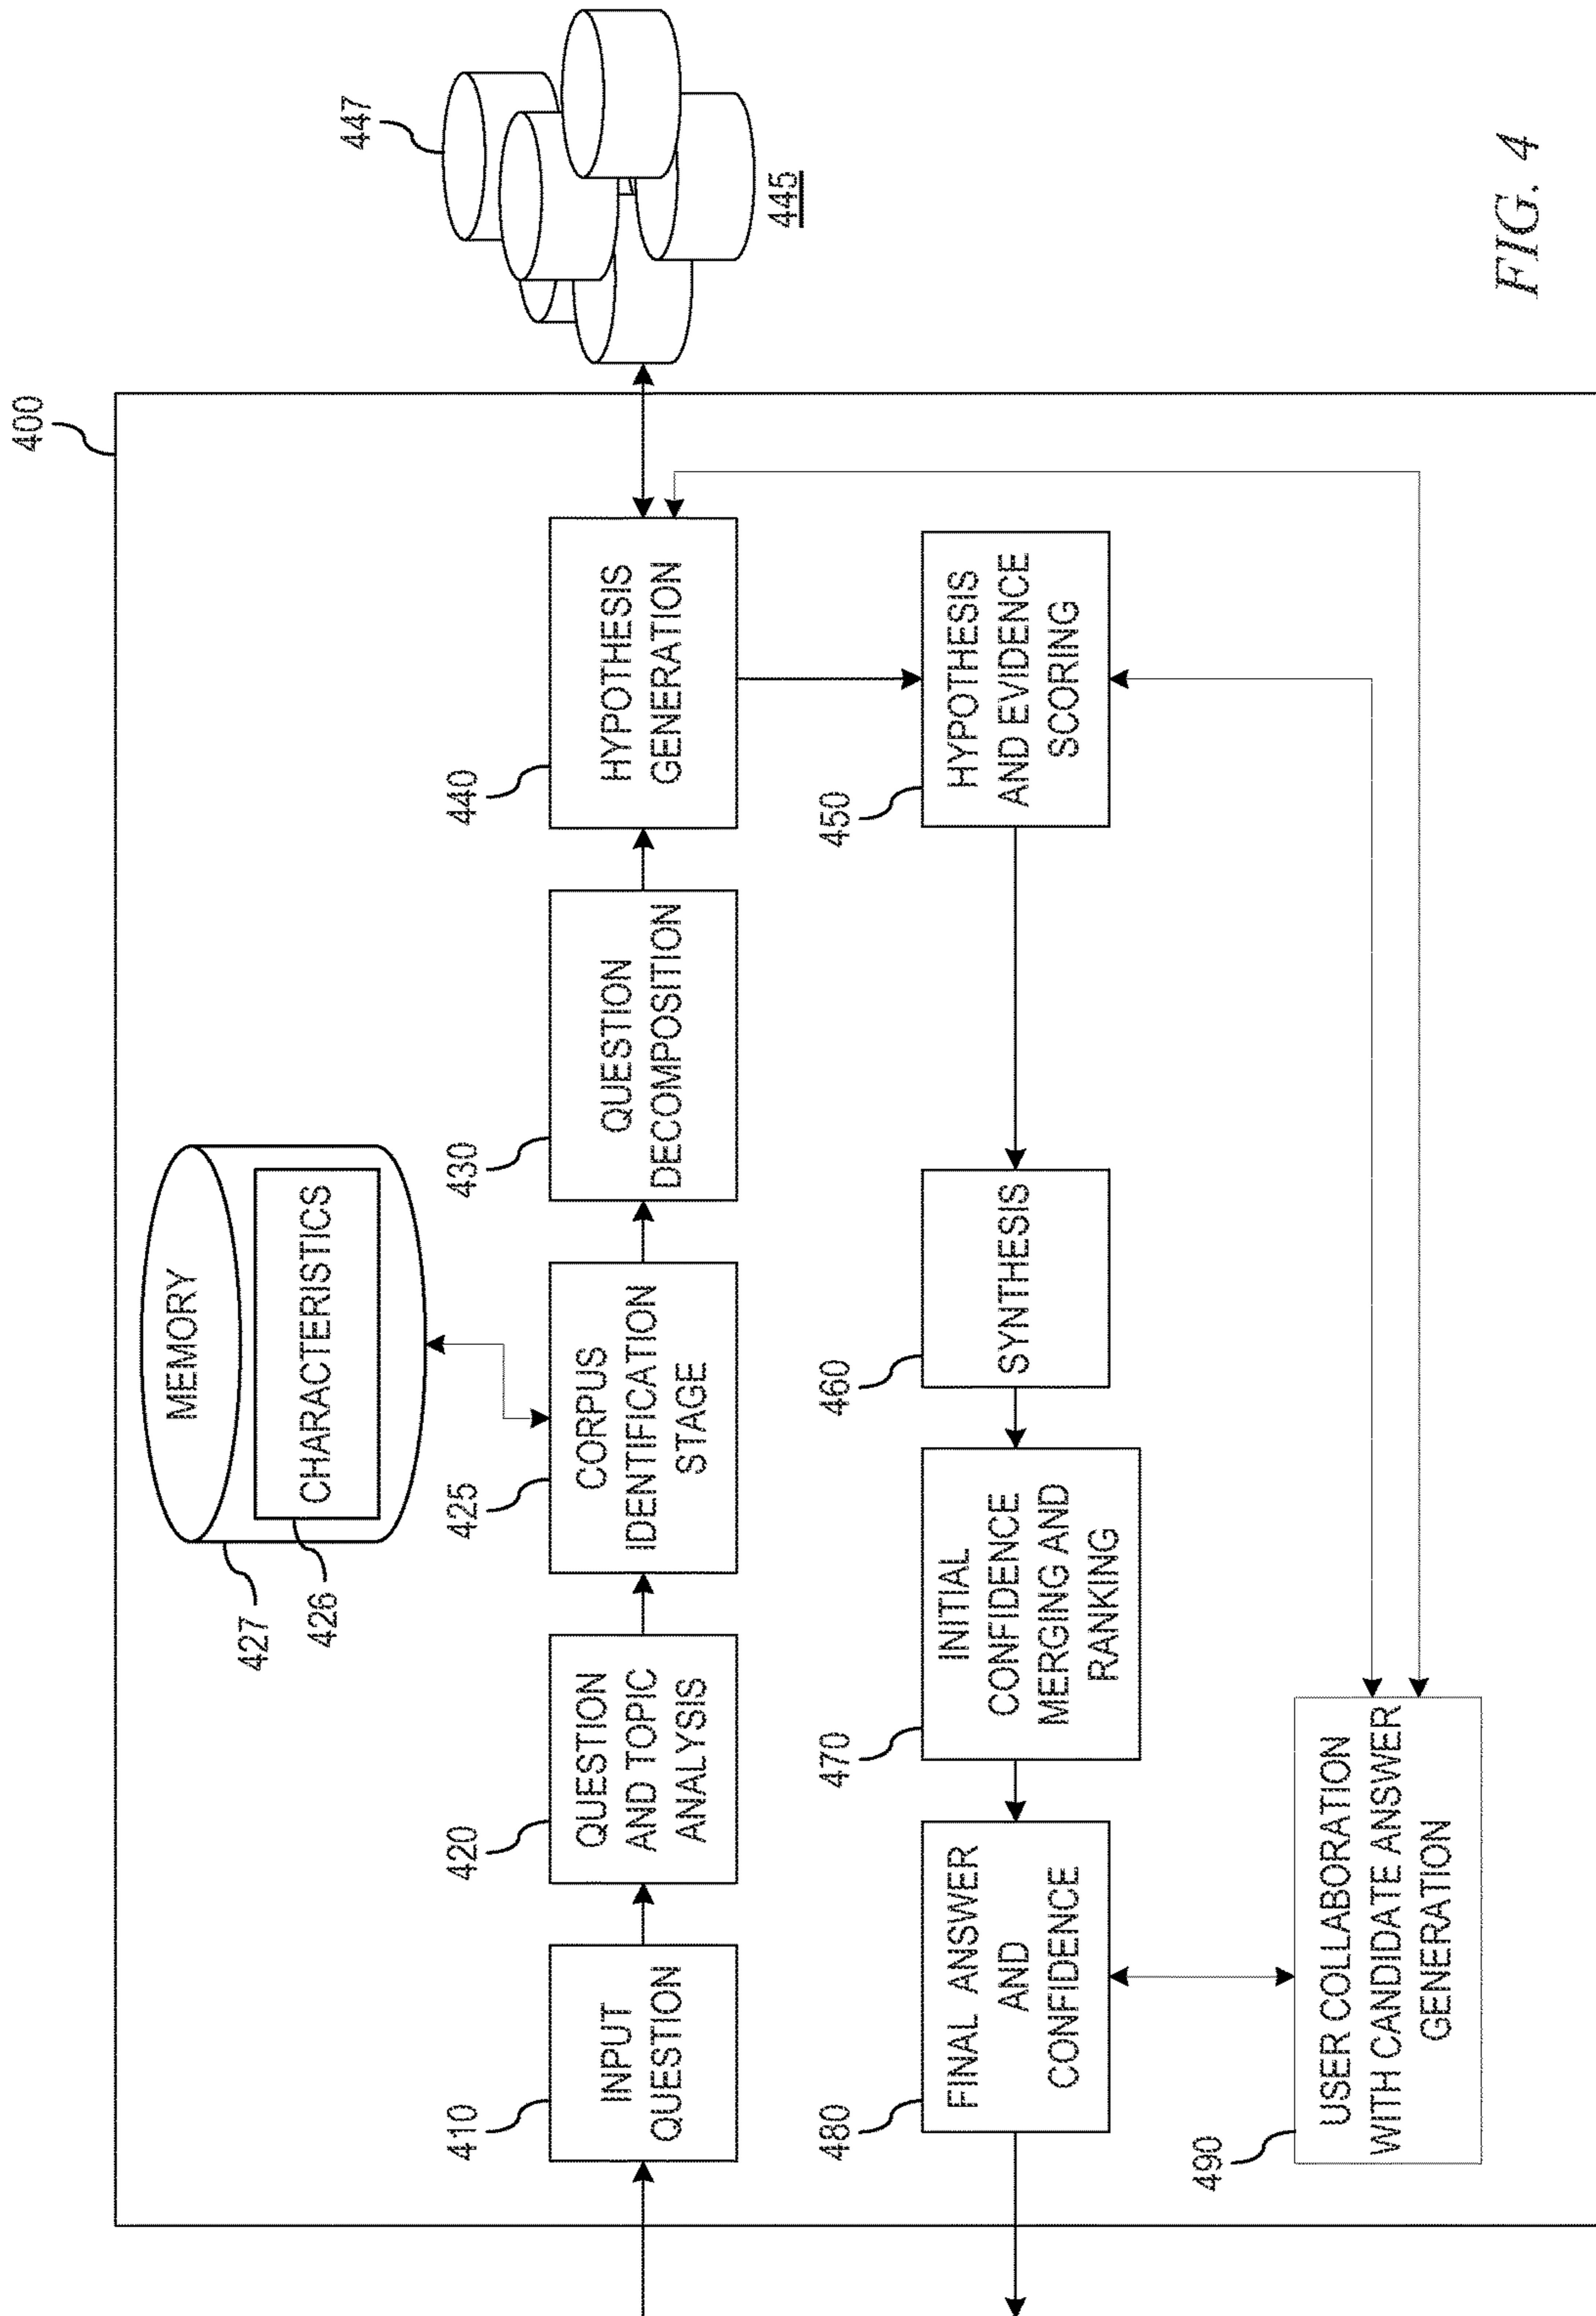 400
427
MEMORY
426
CHARACTERISTICS
447
445
410
INPUT
QUESTION
420
QUESTION
AND TOPIC
ANALYSIS
425
CORPUS
IDENTIFICATION
STAGE
430
QUESTION
DECOMPOSITION
440
HYPOTHESIS
GENERATION
480
FINAL ANSWER
AND
CONFIDENCE
470
INITIAL
CONFIDENCE
MERGING AND
RANKING
460
SYNTHESIS
450
HYPOTHESIS
AND EVIDENCE
SCORING
490
USER COLLABORATION
WITH CANDIDATE ANSWER
GENERATION
FIG. 4